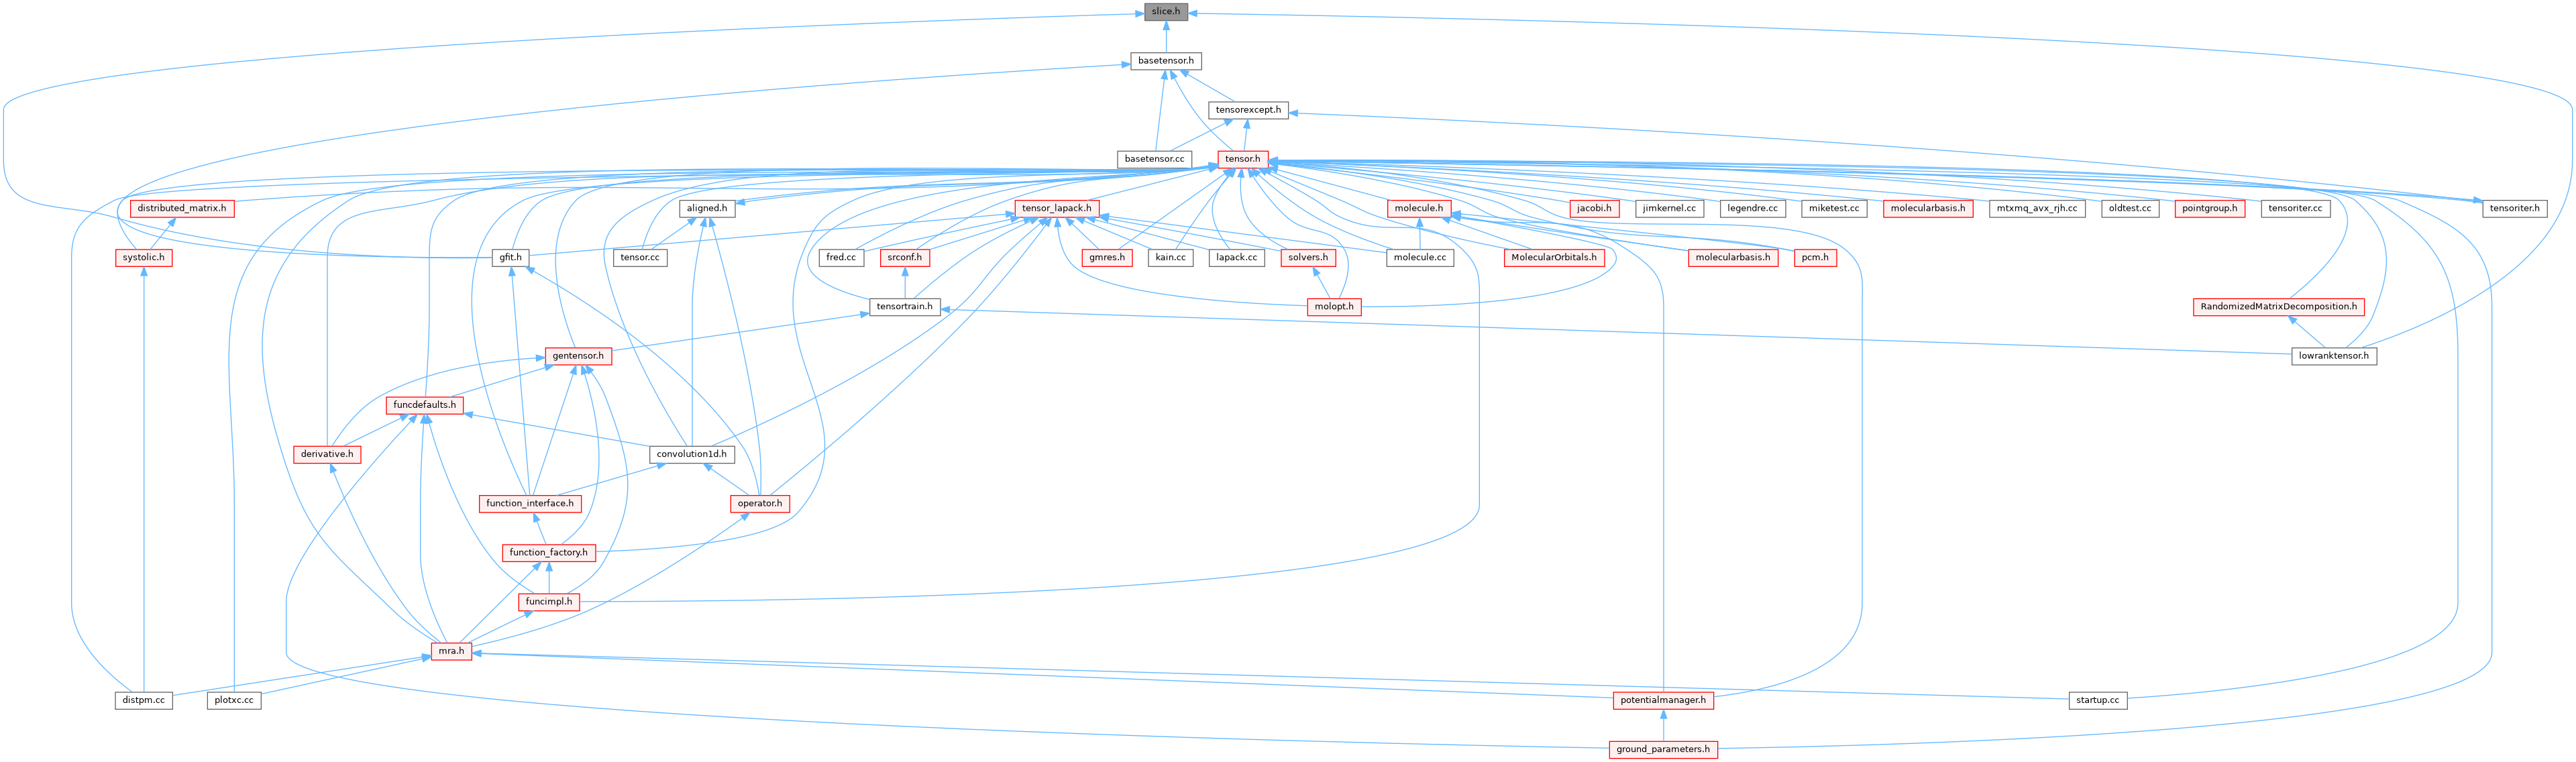 slice.h
basetensor.h
tensorexcept.h
basetensor.cc
tensor.h
distributed_matrix.h
aligned.h
tensor_lapack.h
molecule.h
jacobi.h
jimkernel.cc
legendre.cc
miketest.cc
molecularbasis.h
mtxmq_avx_rjh.cc
oldtest.cc
pointgroup.h
tensoriter.cc
tensoriter.h
systolic.h
gfit.h
tensor.cc
fred.cc
srconf.h
gmres.h
kain.cc
lapack.cc
solvers.h
molecule.cc
MolecularOrbitals.h
molecularbasis.h
pcm.h
tensortrain.h
molopt.h
RandomizedMatrixDecomposition.h
gentensor.h
lowranktensor.h
funcdefaults.h
derivative.h
convolution1d.h
function_interface.h
operator.h
function_factory.h
funcimpl.h
mra.h
distpm.cc
plotxc.cc
potentialmanager.h
startup.cc
ground_parameters.h